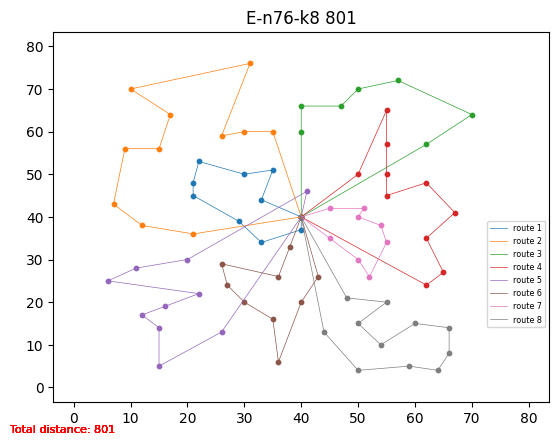 E-n76-k8 801
80
70
60
50
40
30
20
10
0
route 1
route 2
route 3
route 4
route 5
route 6
route 7
route 8
0 10 20 30 40 50 60 70 80
Total distance: 801